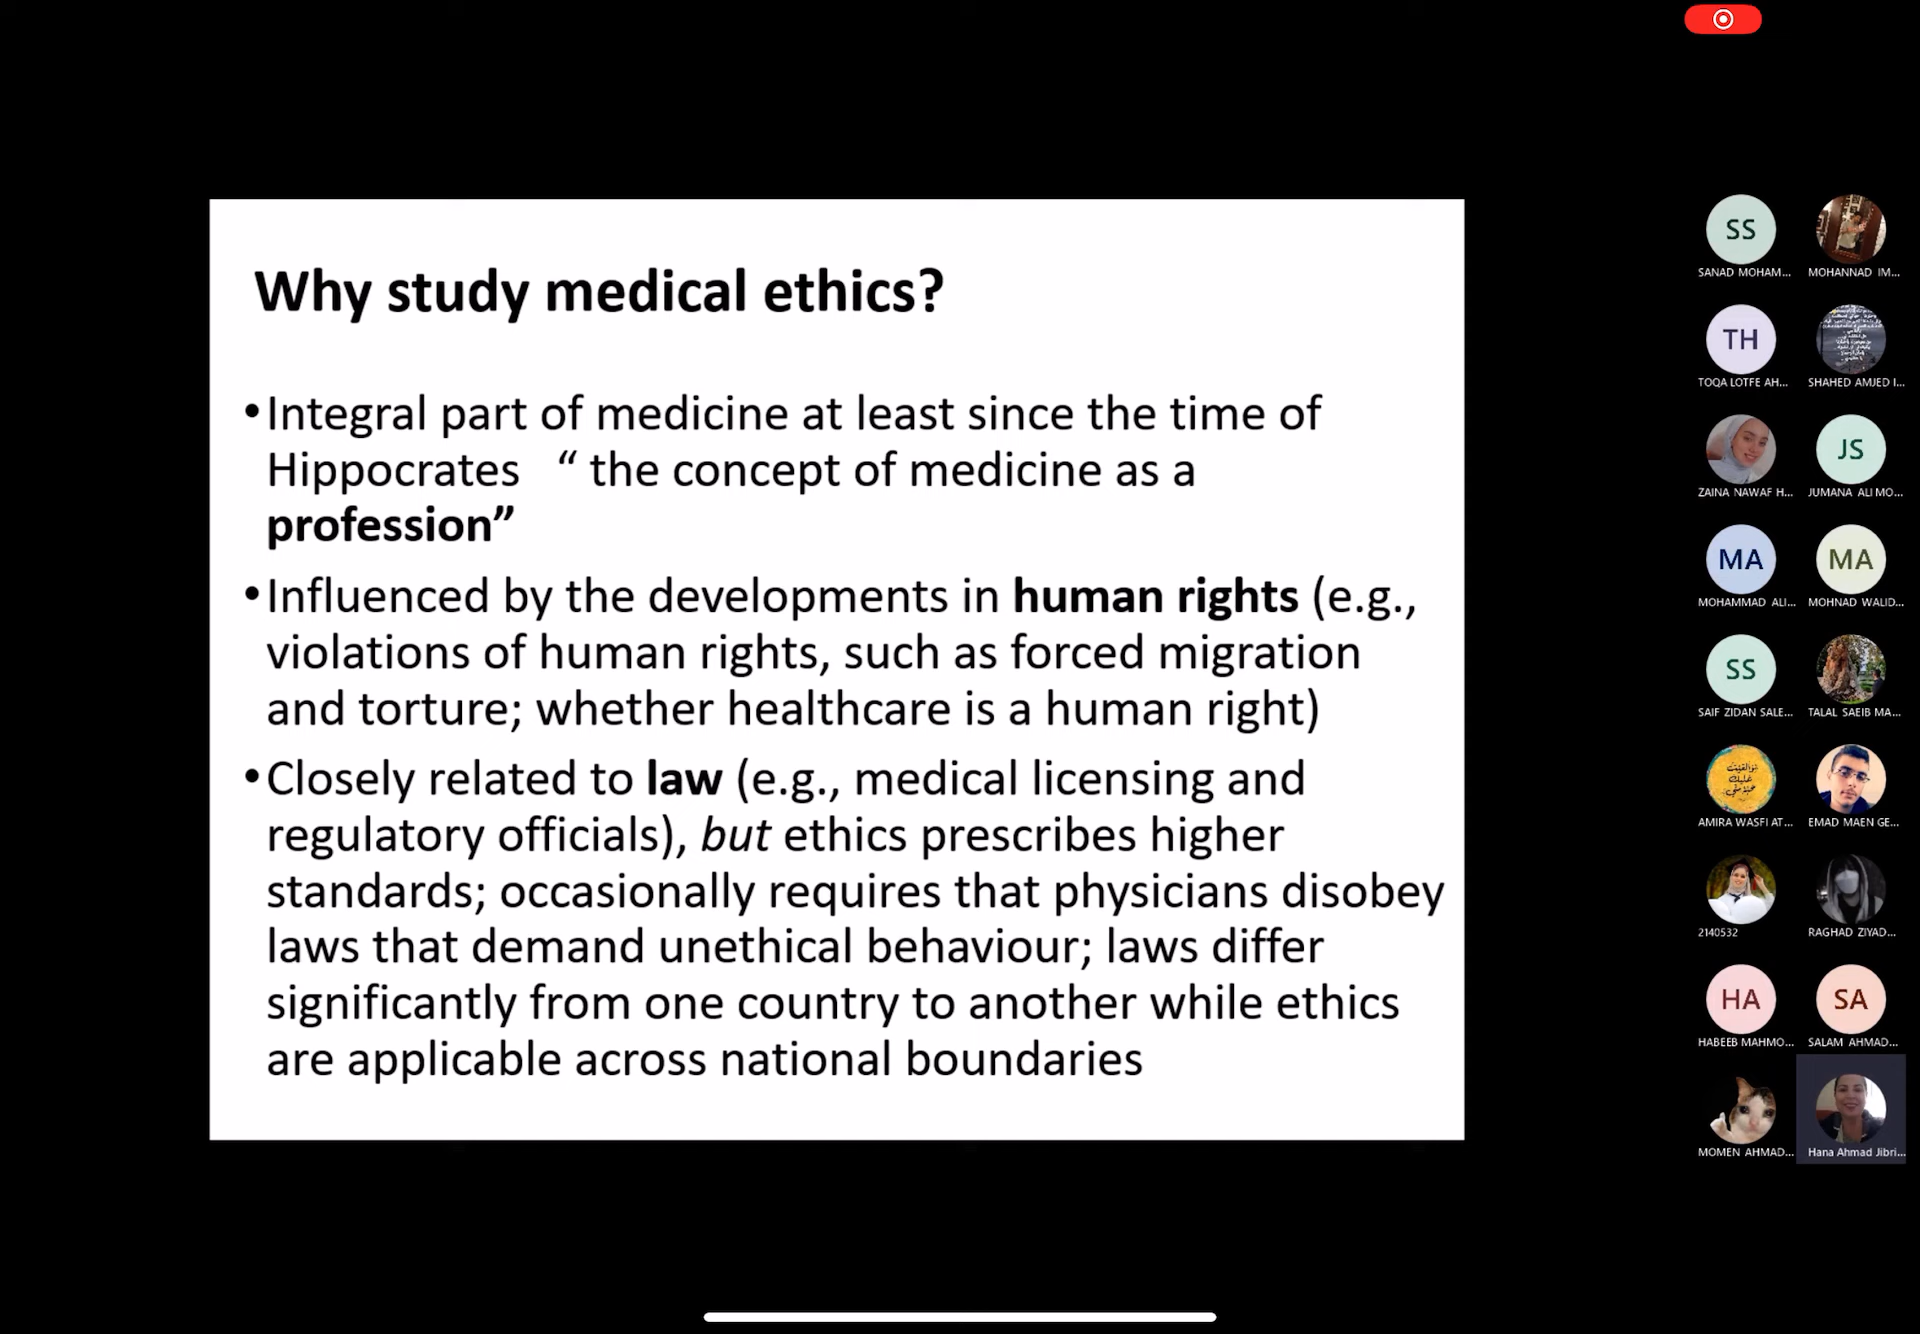 Why study medical ethics?
•Integral part of medicine at least since the time of
Hippocrates “ the concept of medicine as a
profession”
•Influenced by the developments in human rights (e.g.,
violations of human rights, such as forced migration
and torture; whether healthcare is a human right)
•Closely related to law (e.g., medical licensing and
regulatory officials), but ethics prescribes higher
standards; occasionally requires that physicians disobey
laws that demand unethical behaviour; laws differ
significantly from one country to another while ethics
are applicable across national boundaries
SS
SANAD MOHAM...
MOHANNAD IM...
TH
TOQA LOTFE AH...
SHAHED AMJED I...
ZAINA NAWAF H...
JS
JUMANA ALI MO...
MA
MOHAMMAD ALI...
MA
MOHNAD WALID...
SS
SAIF ZIDAN SALE...
TALAL SAEIB MA...
AMIRA WASFI AT...
EMAD MAEN GE...
2140532
RAGHAD ZIYAD...
HA
HABEEB MAHMO...
SA
SALAM AHMAD...
MOMEN AHMAD...
Hana Ahmad Jibri...